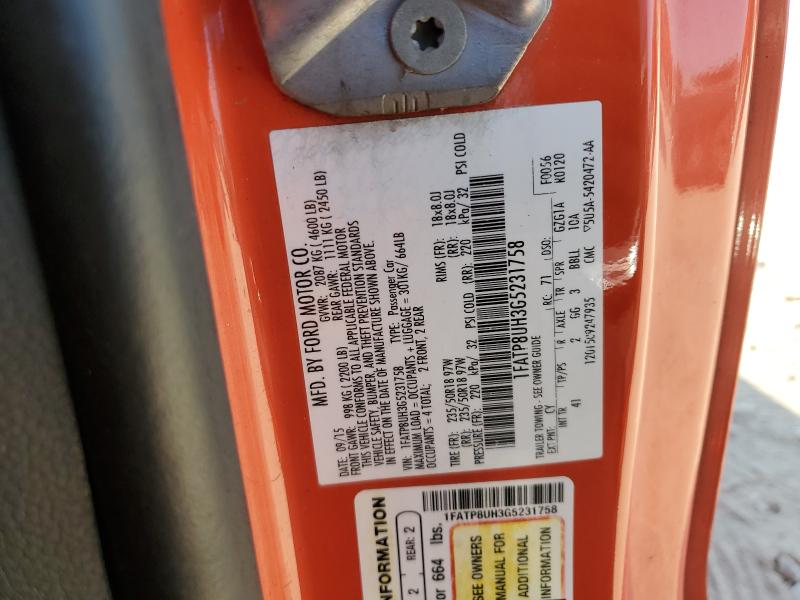 MFD. BY FORD MOTOR CO.
DATE: 09/15 GVWR: 2087 KG ( 4600 LB)
FRONT GAWR: 998 KG ( 2200 LB) REAR GAWR: 1111 KG ( 2450 LB)
THIS VEHICLE CONFORMS TO ALL APPLICABLE FEDERAL MOTOR
VEHICLE SAFETY, BUMPER, AND THEFT PREVENTION STANDARDS
IN EFFECT ON THE DATE OF MANUFACTURE SHOWN ABOVE.
VIN: 1FATP8UH3G5231758 TYPE: Passenger Car
MAXIMUM LOAD = OCCUPANTS + LUGGAGE = 301KG/ 664LB
OCCUPANTS = 4 TOTAL; 2 FRONT, 2 REAR
TIRE (FR): 235/50R18 97W RIMS (FR): 18x8.0J
(RR): 235/50R18 97W (RR): 18x8.0J
PRESSURE (FR): 220 kPa/ 32 PSI COLD (RR): 220 kPa/ 32 PSI COLD
1FATP8UH3G5231758
TRAILER TOWING - SEE OWNER GUIDE F0056
EXT PNT: CY RC: 71 DSO: K0120
INT TR TP/PS R AXLE TR SPR GZG1A
41 2 GG 3 BBLL 1CA
CMC ▽5U5A-5420472-AA
INFORMATION
2 REAR: 2
or 664 lbs.
1FATP8UH3G5231758
SEE OWNERS
MANUAL FOR
ADDITIONAL
INFORMATION